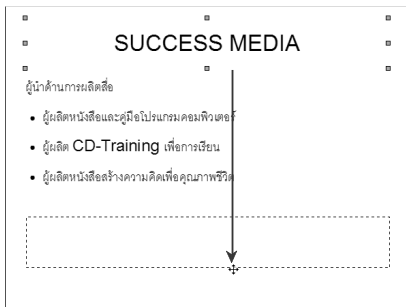 SUCCESS MEDIA
ผู้นำด้านการผลิตสื่อ
• ผู้ผลิตหนังสือและคู่มือโปรแกรมคอมพิวเตอร์
• ผู้ผลิต CD-Training เพื่อการเรียน
• ผู้ผลิตหนังสือสร้างความคิดเพื่อคุณภาพชีวิต